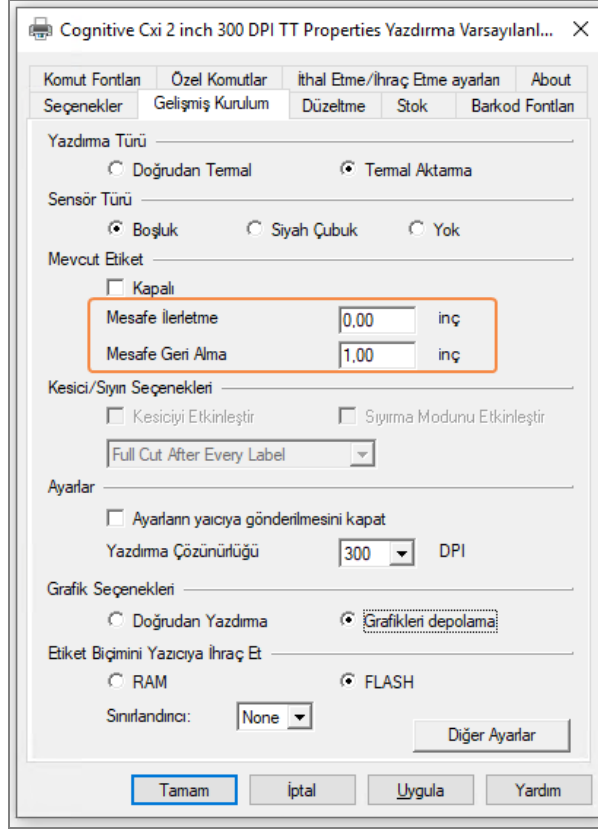 Cognitive Cxi 2 inch 300 DPI TT Properties Yazdırma Varsayılanl...
Komut Fontları Özel Komutlar İthal Etme/İhraç Etme ayarları About
Seçenekler Gelişmiş Kurulum Düzeltme Stok Barkod Fontları
Yazdırma Türü
Doğrudan Termal Termal Aktarma
Sensör Türü
Boşluk Siyah Çubuk Yok
Mevcut Etiket
Kapalı
Mesafe İlerletme 0,00 inç
Mesafe Geri Alma 1,00 inç
Kesici/Sıyırı Seçenekleri
Kesiciyi Etkinleştir Sıyırma Modunu Etkinleştir
Full Cut After Every Label
Ayarlar
Ayarların yaıcıya gönderilmesini kapat
Yazdırma Çözünürlüğü 300 DPI
Grafik Seçenekleri
Doğrudan Yazdırma Grafikleri depolama
Etiket Biçimini Yazıcıya İhraç Et
RAM FLASH
Sınırlandırıcı: None
Diğer Ayarlar
Tamam İptal Uygula Yardım